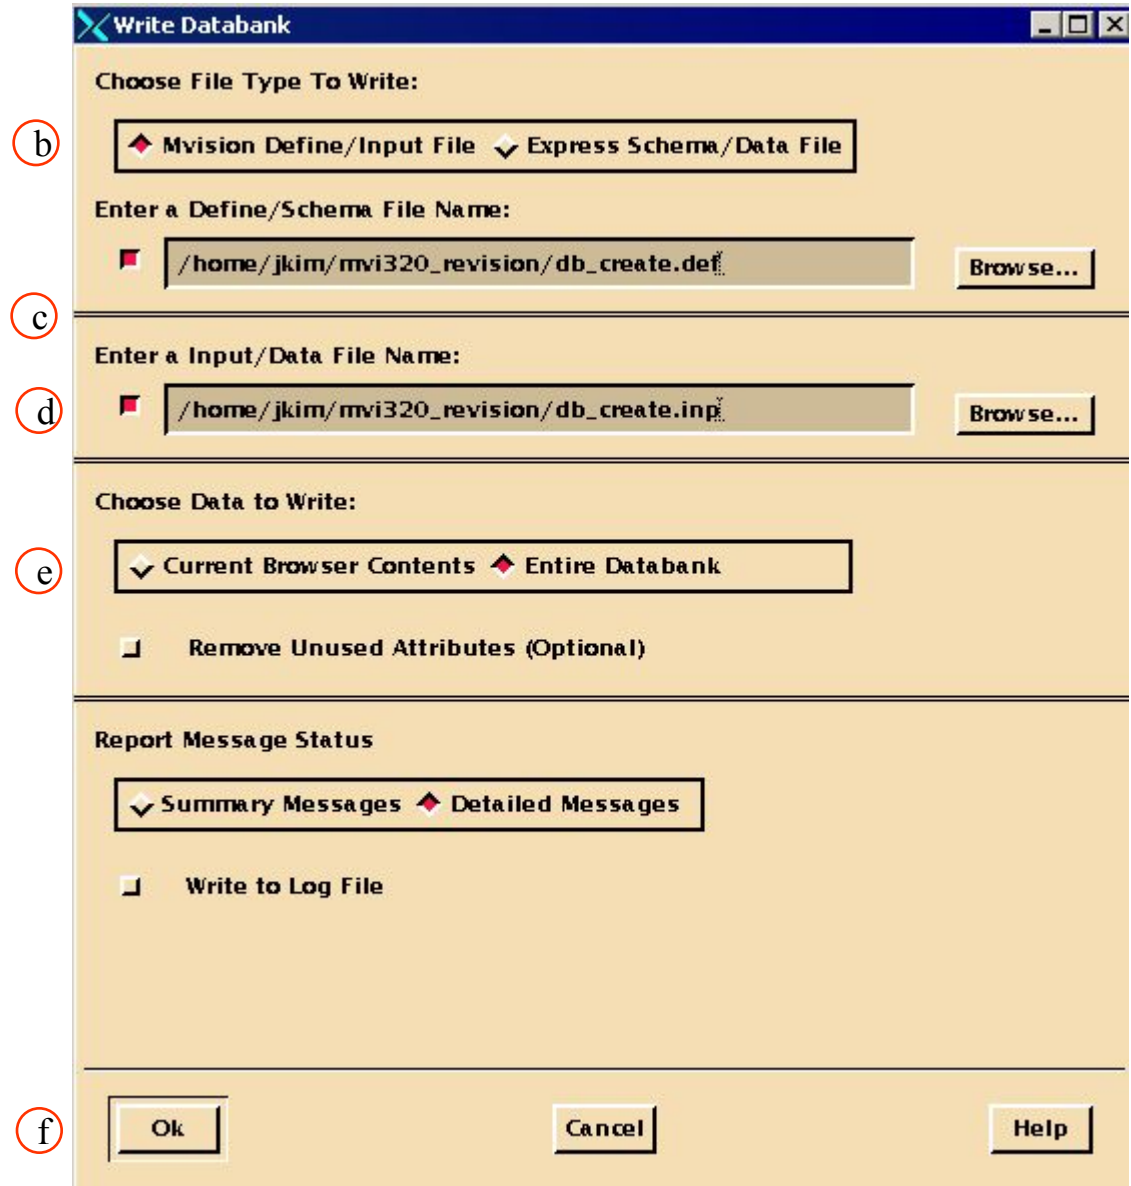 Write Databank
Choose File Type To Write:
b
Mvision Define/Input File Express Schema/Data File
Enter a Define/Schema File Name:
/home/jkim/mvi320_revision/db_create.def
Browse...
c
Enter a Input/Data File Name:
d
/home/jkim/mvi320_revision/db_create.inp
Browse...
Choose Data to Write:
e
Current Browser Contents Entire Databank
Remove Unused Attributes (Optional)
Report Message Status
Summary Messages Detailed Messages
Write to Log File
f
Ok Cancel Help